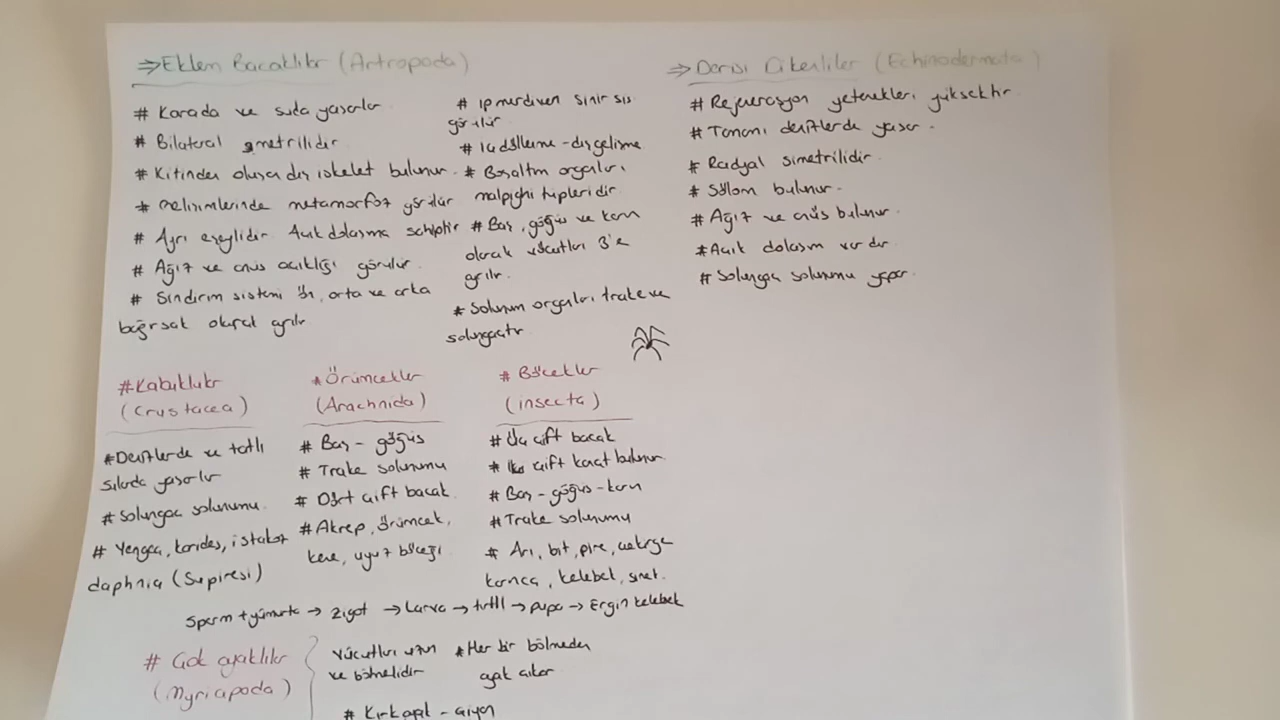 ⇒ Eklem Bacaklılar (Artropoda)
# Karada ve suda yaşarlar
# Bilateral simetrilidir
# Kitinden oluşan dış iskelet bulunur.
# Gelişimlerinde metamorfoz görülür
# Ayrı eşeylidir. Açık dolaşıma sahiptir
# Ağız ve anüs açıklığı görülür.
# Sindirim sistemi ön, orta ve arka
bağırsak olarak ayrılır
# ip merdiven sinir sis
görülür
# iç dölleme - dış gelişme
# Boşaltım organları
malpighi tüpleridir
# Baş, göğüs ve karın
olarak vücutları 3'e
ayrılır.
# Solunum organları trake ve
solungaçtır
⇒ Derisi Dikenliler (Echinodermata)
# Rejenerasyon yetenekleri yüksektir
# Tamamı denizlerde yaşar.
# Radyal simetrilidir
# Sölom bulunur.
# Ağız ve anüs bulunur.
# Açık dolaşım vardır
# Solungaç solunumu yapar.
# Kabuklular
(Crustacea)
# Denizlerde ve tatlı
sularda yaşarlar
# Solungaç solunumu.
# Yengeç, karides, istakoz
daphnia (Su piresi)
# Örümcekler
(Arachnida)
# Baş - göğüs
# Trake solunumu
# Dört çift bacak.
# Akrep, örümcek,
kene, uyuz böceği
# Böcekler
(insecta)
# Üç çift bacak
# İki çift kanat bulunur
# Baş - göğüs - karın
# Trake solunumu
# Arı, bit, pire, çekirge
karınca, kelebek, sinek.
Sperm + yumurta → Zigot → Larva → tırtıl → pupa → Ergin kelebek
# Çok ayaklılar
(Myriapoda)
Vücutları uzun
ve bölmelidir
# Her bir bölmeden
ayak çıkar
# Kırkayak - Çiyan